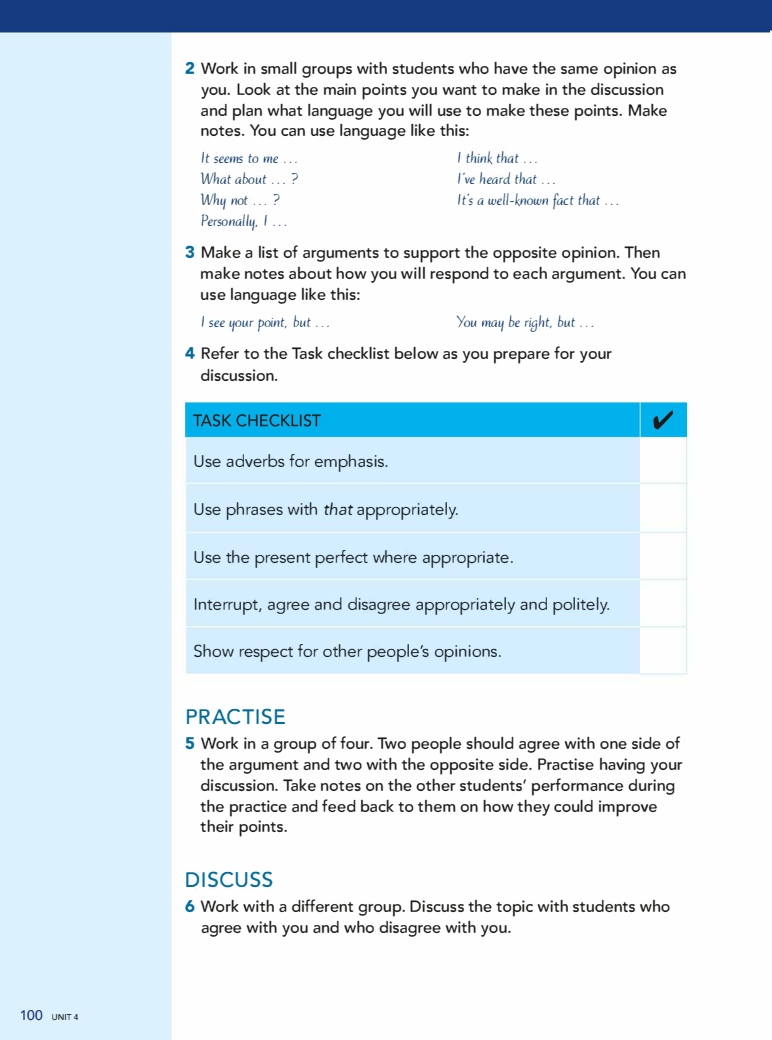 2 Work in small groups with students who have the same opinion as
you. Look at the main points you want to make in the discussion
and plan what language you will use to make these points. Make
notes. You can use language like this:
It seems to me ... I think that ...
What about ... ? I've heard that ...
Why not ... ? It's a well-known fact that ...
Personally, I ...
3 Make a list of arguments to support the opposite opinion. Then
make notes about how you will respond to each argument. You can
use language like this:
I see your point, but ... You may be right, but ...
4 Refer to the Task checklist below as you prepare for your
discussion.
TASK CHECKLIST ✔
Use adverbs for emphasis.
Use phrases with that appropriately.
Use the present perfect where appropriate.
Interrupt, agree and disagree appropriately and politely.
Show respect for other people's opinions.
PRACTISE
5 Work in a group of four. Two people should agree with one side of
the argument and two with the opposite side. Practise having your
discussion. Take notes on the other students' performance during
the practice and feed back to them on how they could improve
their points.
DISCUSS
6 Work with a different group. Discuss the topic with students who
agree with you and who disagree with you.
100 UNIT 4